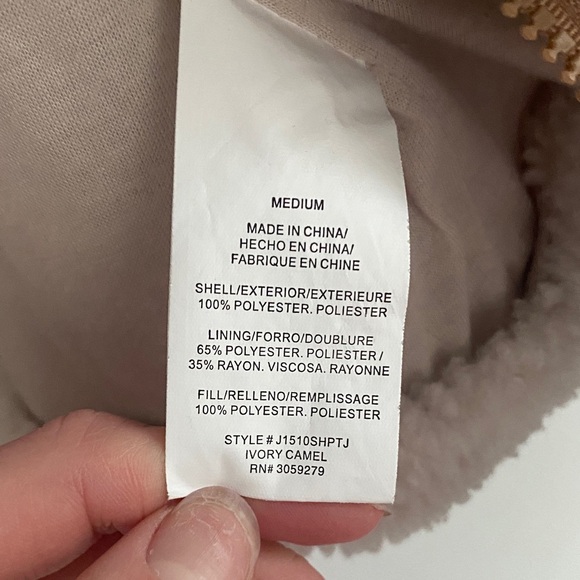 MEDIUM
MADE IN CHINA/
HECHO EN CHINA/
FABRIQUE EN CHINE
SHELL/EXTERIOR/EXTERIEURE
100% POLYESTER. POLIESTER
LINING/FORRO/DOUBLURE
65% POLYESTER. POLIESTER /
35% RAYON. VISCOSA. RAYONNE
FILL/RELLENO/REMPLISSAGE
100% POLYESTER. POLIESTER
STYLE # J1510SHPTJ
IVORY CAMEL
RN# 3059279